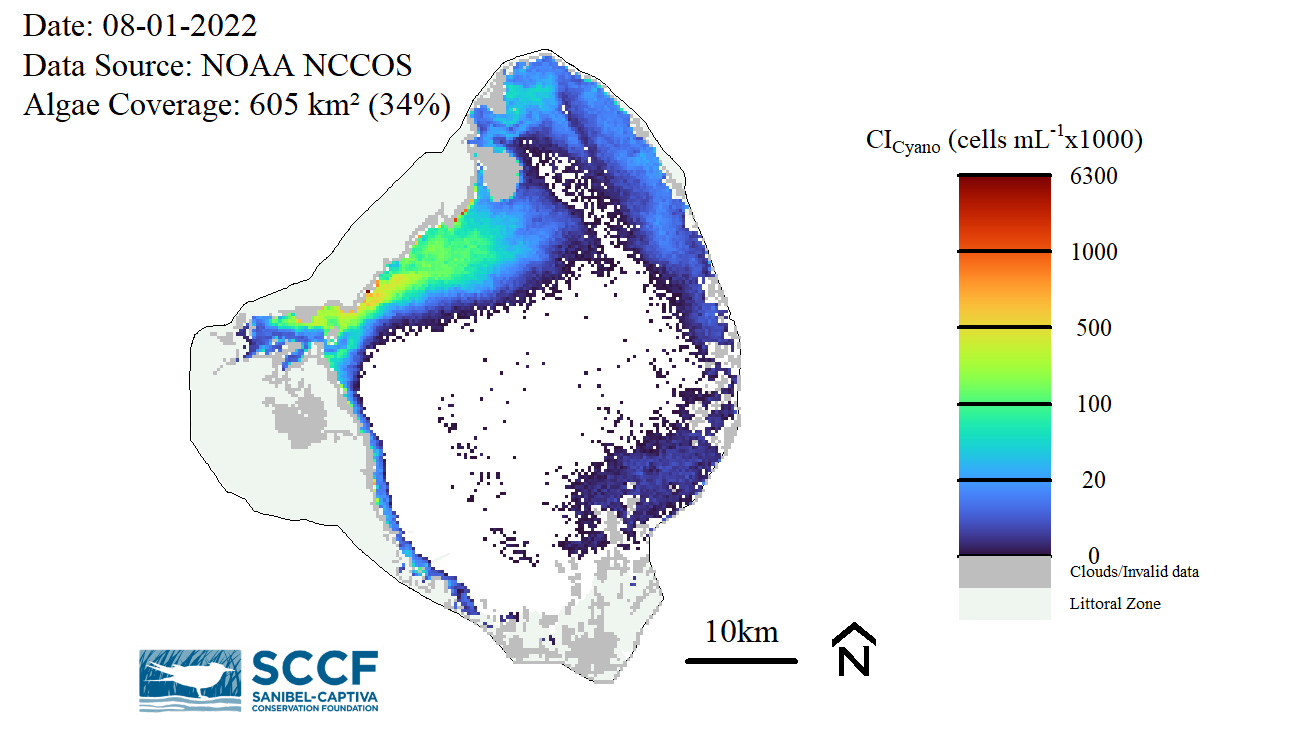 Date: 08-01-2022
Data Source: NOAA NCCOS
Algae Coverage: 605 km² (34%)
CICyano (cells mL-1x1000)
6300
1000
500
100
20
0
Clouds/Invalid data
Littoral Zone
10km
N
SCCF
SANIBEL-CAPTIVA
CONSERVATION FOUNDATION